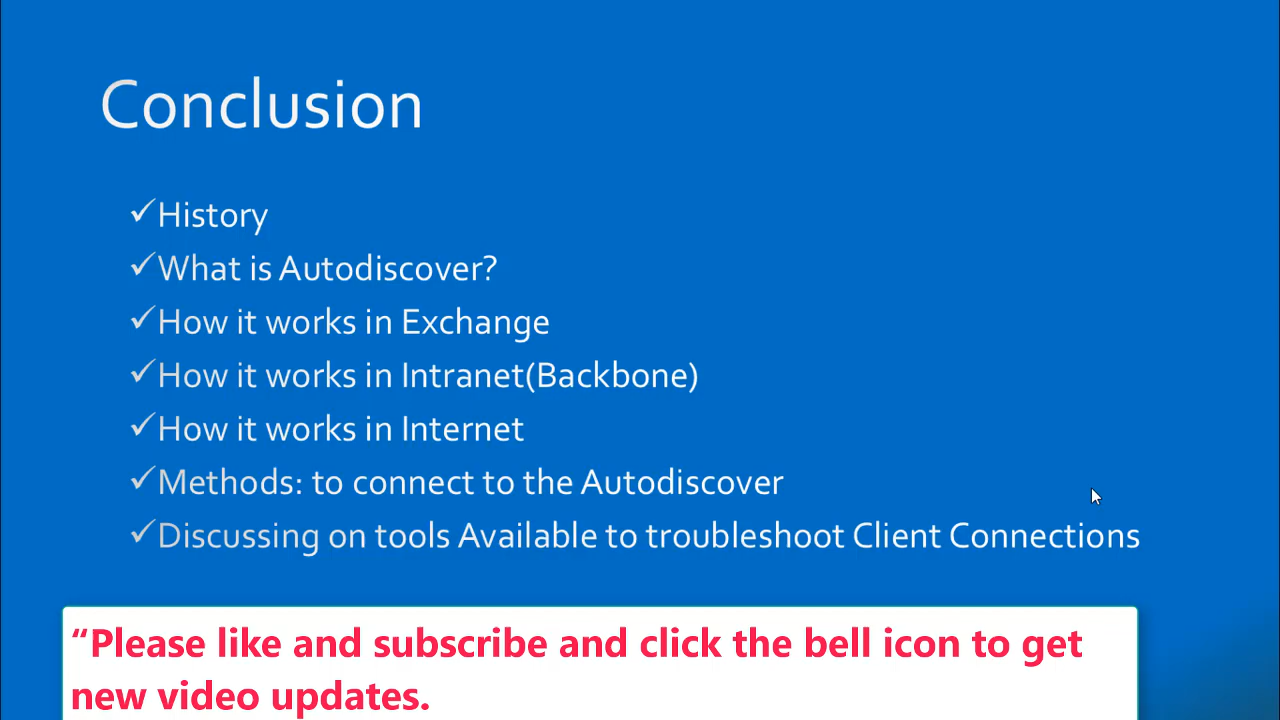 Conclusion
✓History
✓What is Autodiscover?
✓How it works in Exchange
✓How it works in Intranet(Backbone)
✓How it works in Internet
✓Methods: to connect to the Autodiscover
✓Discussing on tools Available to troubleshoot Client Connections
“Please like and subscribe and click the bell icon to get
new video updates.